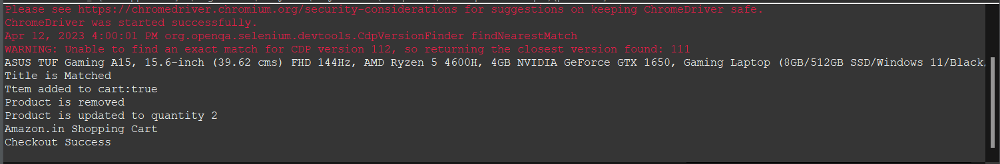 Please see https://chromedriver.chromium.org/security-considerations for suggestions on keeping ChromeDriver safe.
ChromeDriver was started successfully.
Apr 12, 2023 4:00:01 PM org.openqa.selenium.devtools.CdpVersionFinder findNearestMatch
WARNING: Unable to find an exact match for CDP version 112, so returning the closest version found: 111
ASUS TUF Gaming A15, 15.6-inch (39.62 cms) FHD 144Hz, AMD Ryzen 5 4600H, 4GB NVIDIA GeForce GTX 1650, Gaming Laptop (8GB/512GB SSD/Windows 11/Black/
Title is Matched
Ttem added to cart:true
Product is removed
Product is updated to quantity 2
Amazon.in Shopping Cart
Checkout Success